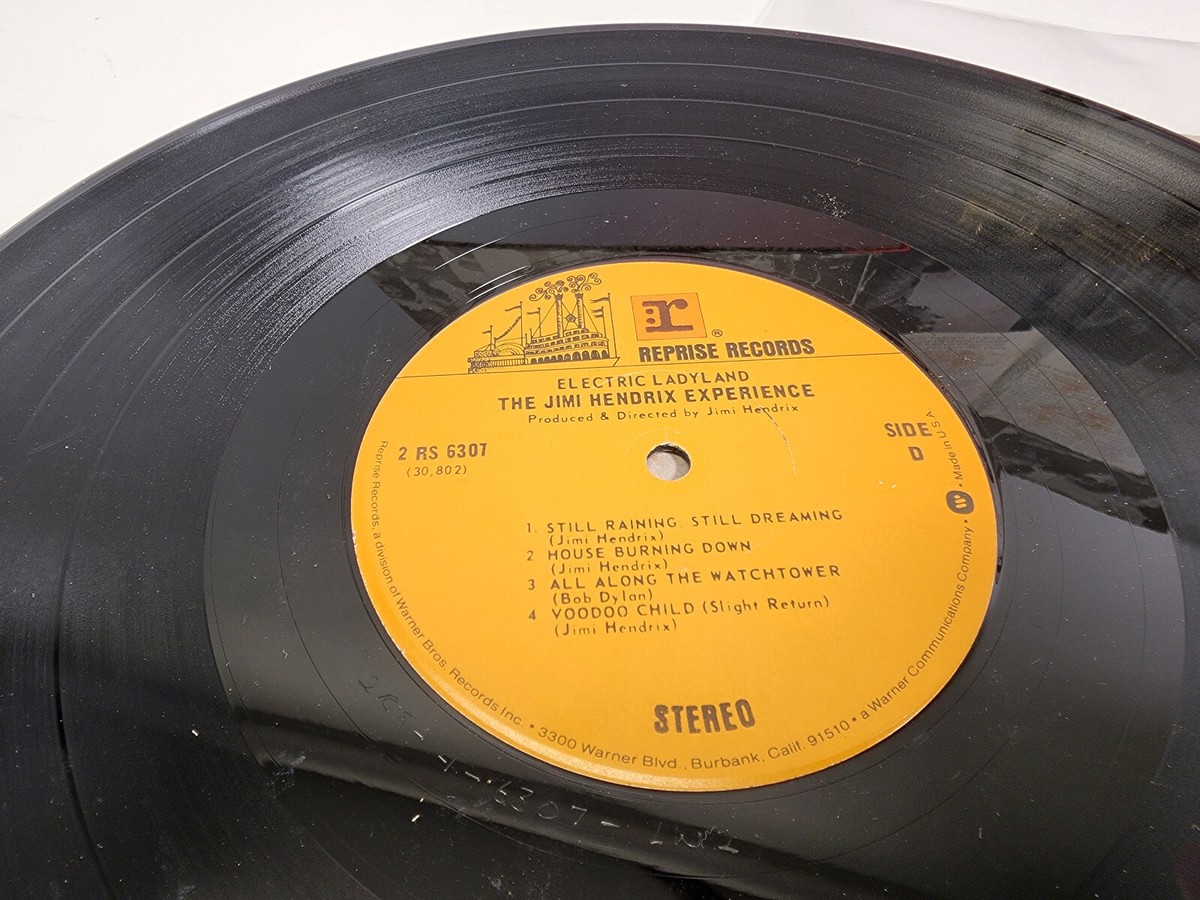 r
®
REPRISE RECORDS
ELECTRIC LADYLAND
THE JIMI HENDRIX EXPERIENCE
Produced & Directed by Jimi Hendrix
2 RS 6307
(30,802)
SIDE
D
1. STILL RAINING, STILL DREAMING
(Jimi Hendrix)
2 HOUSE BURNING DOWN
(Jimi Hendrix)
3 ALL ALONG THE WATCHTOWER
(Bob Dylan)
4 VOODOO CHILD (Slight Return)
(Jimi Hendrix)
STEREO
Reprise Records, a division of Warner Bros. Records Inc. • 3300 Warner Blvd., Burbank, Calif. 91510 • a Warner Communications Company • Made in U.S.A
6307